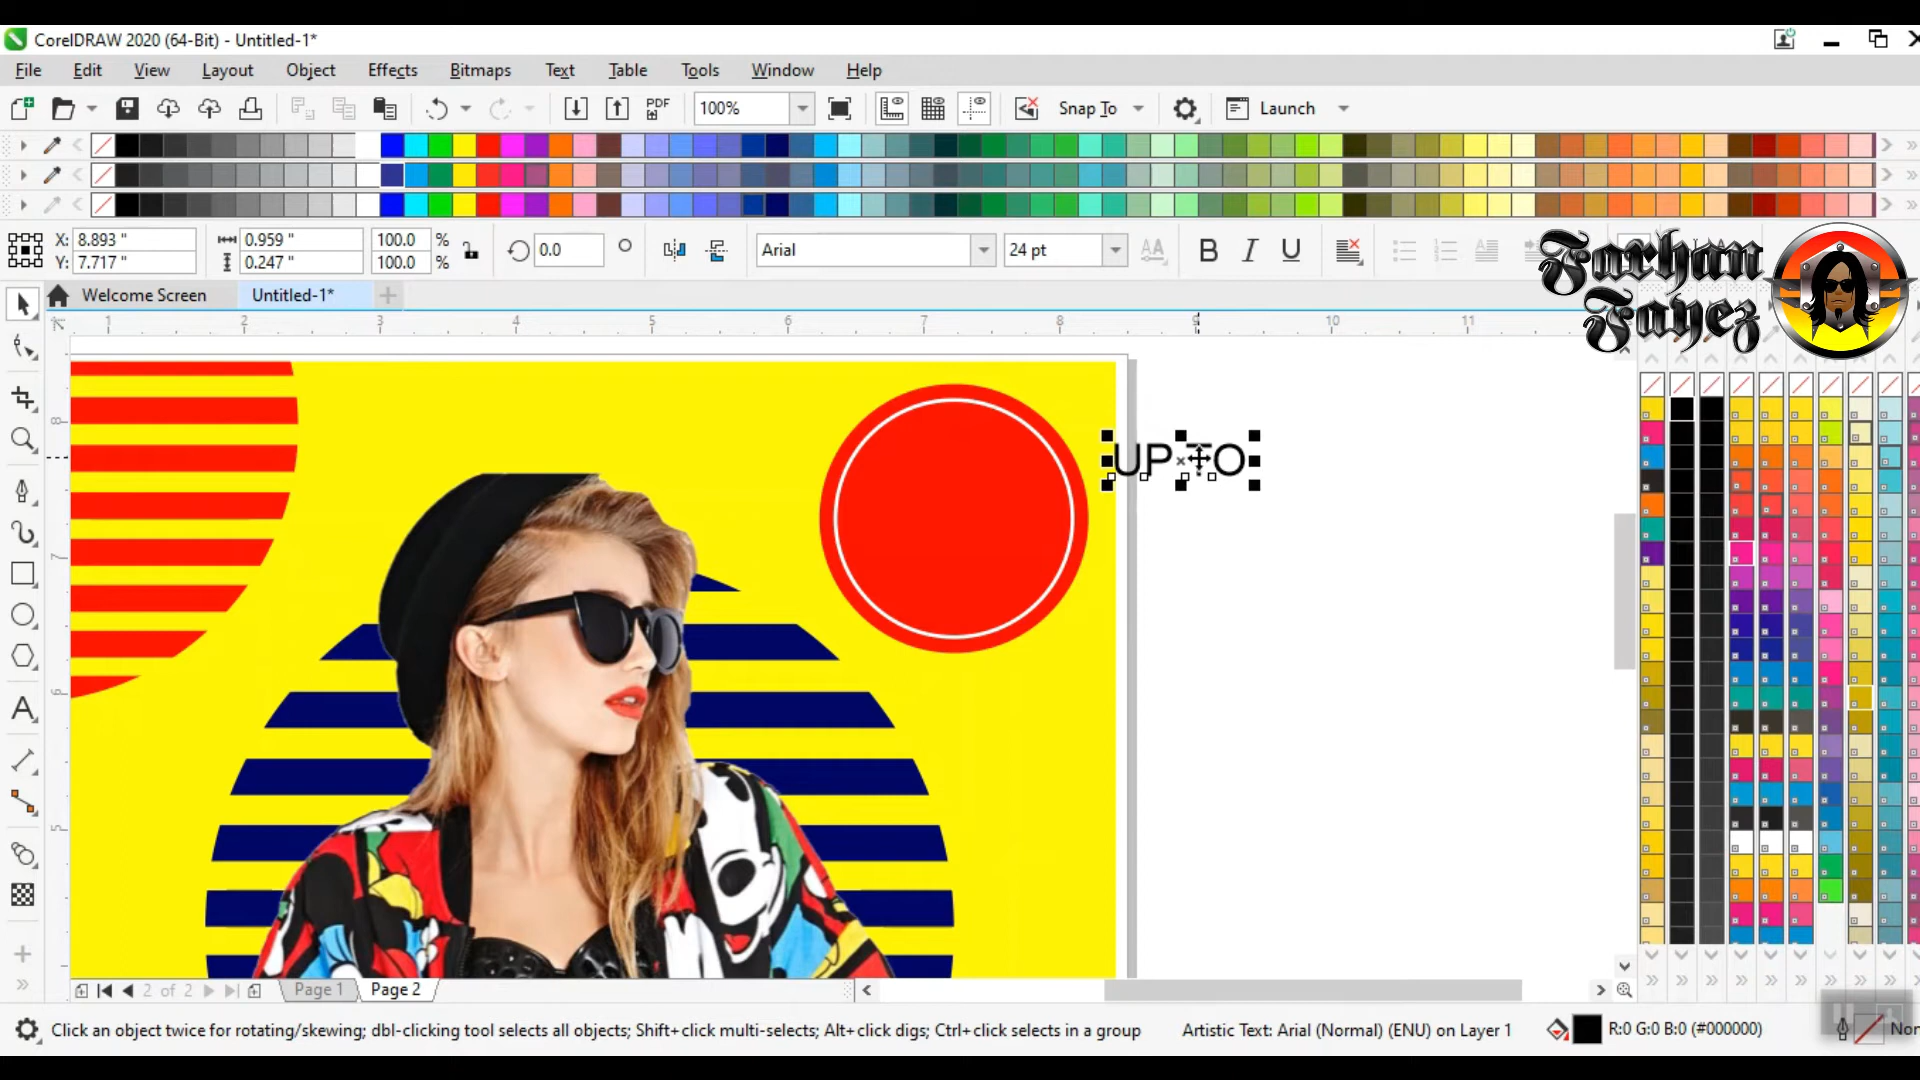 CorelDRAW 2020 (64-Bit) - Untitled-1*
File Edit View Layout Object Effects Bitmaps Text Table Tools Window Help
PDF 100% Snap To Launch
X: 8.893 " 0.959 " 100.0 % 0.0 Arial 24 pt B I U
Y: 7.717 " 0.247 " 100.0 %
Farhan
Fayez
Welcome Screen Untitled-1*
1 2 3 4 5 6 7 8 9 10 11
8
7
6
5
UP TO
2 of 2 Page 1 Page 2
Click an object twice for rotating/skewing; dbl-clicking tool selects all objects; Shift+click multi-selects; Alt+click digs; Ctrl+click selects in a group Artistic Text: Arial (Normal) (ENU) on Layer 1 R:0 G:0 B:0 (#000000)